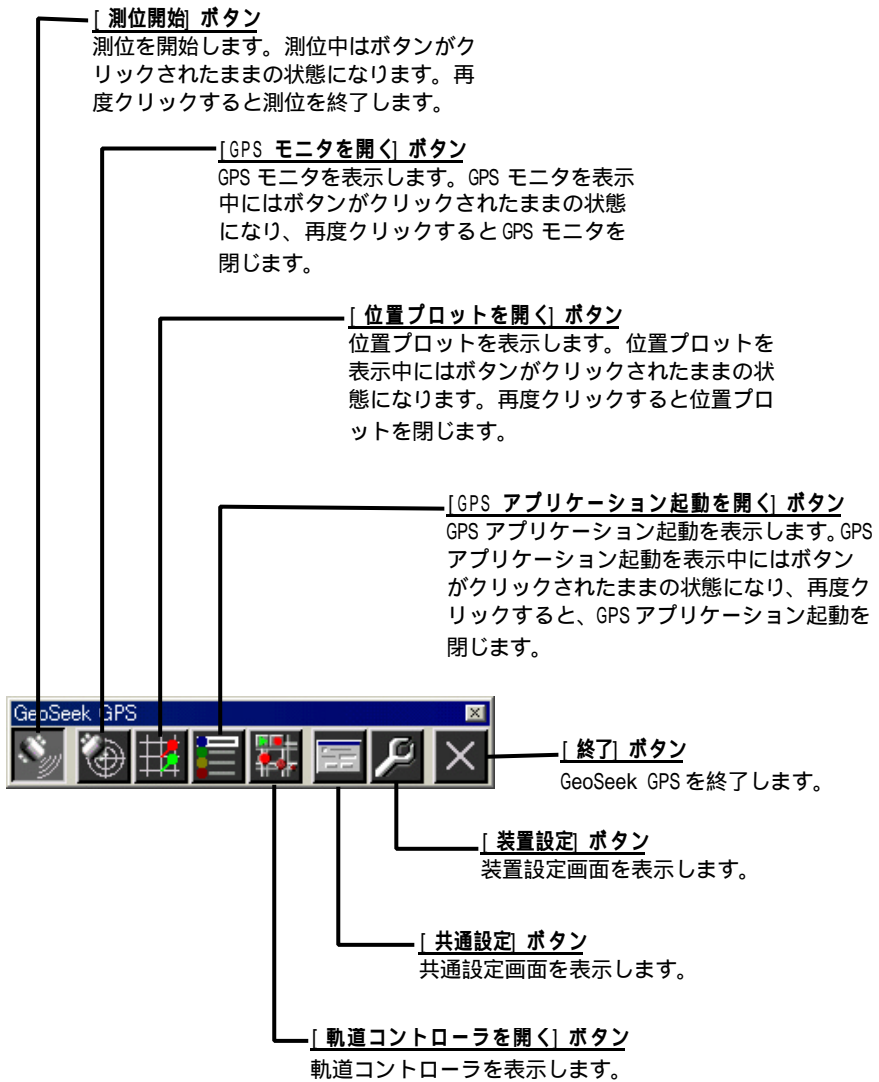 [測位開始] ボタン
測位を開始します。測位中はボタンがク
リックされたままの状態になります。再
度クリックすると測位を終了します。
[GPS モニタを開く] ボタン
GPS モニタを表示します。GPS モニタを表示
中にはボタンがクリックされたままの状態
になり、再度クリックすると GPS モニタを
閉じます。
[位置プロットを開く] ボタン
位置プロットを表示します。位置プロットを
表示中にはボタンがクリックされたままの状
態になります。再度クリックすると位置プロ
ットを閉じます。
[GPS アプリケーション起動を開く] ボタン
GPS アプリケーション起動を表示します。GPS
アプリケーション起動を表示中にはボタン
がクリックされたままの状態になり、再度ク
リックすると、GPS アプリケーション起動を
閉じます。
GeoSeek GPS
[終了] ボタン
GeoSeek GPS を終了します。
[装置設定] ボタン
装置設定画面を表示します。
[共通設定] ボタン
共通設定画面を表示します。
[軌道コントローラを開く] ボタン
軌道コントローラを表示します。